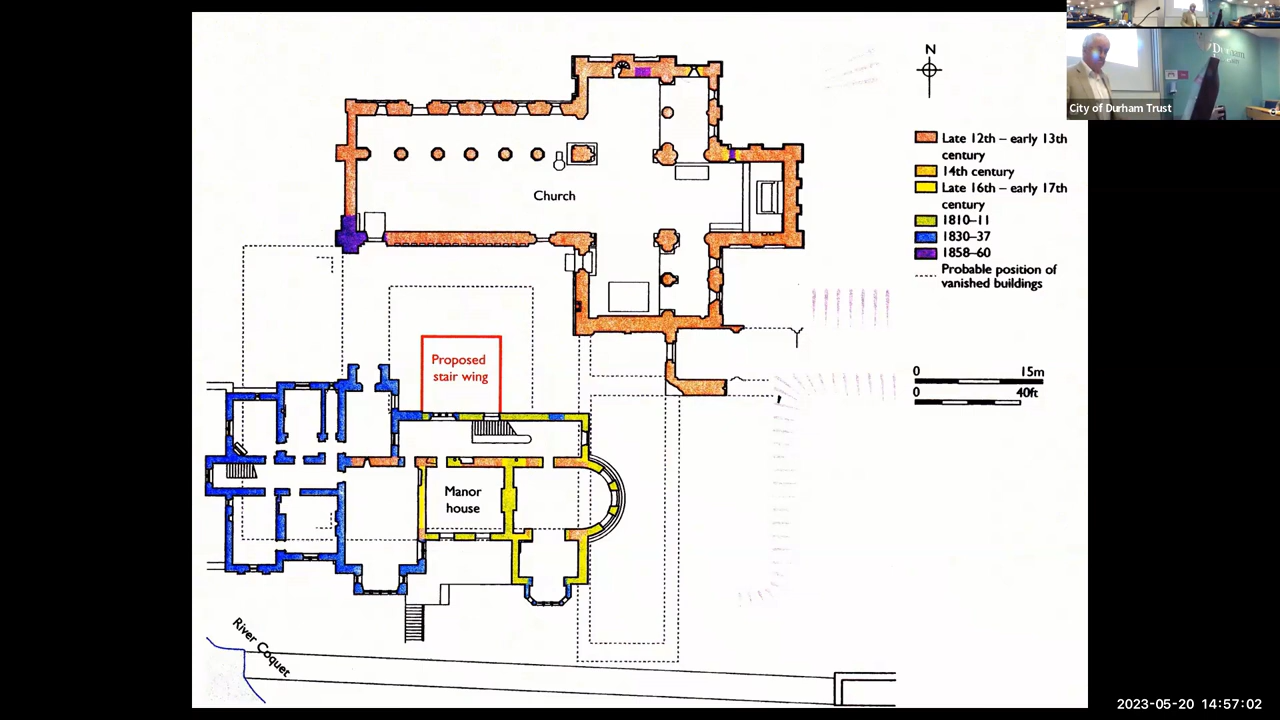 N
Late 12th – early 13th
century
14th century
Late 16th – early 17th
century
1810–11
1830–37
1858–60
Probable position of
vanished buildings
0 15m
0 40ft
Church
Proposed
stair wing
Manor
house
River Coquet
Durham
City of Durham Trust
2023-05-20 14:57:02